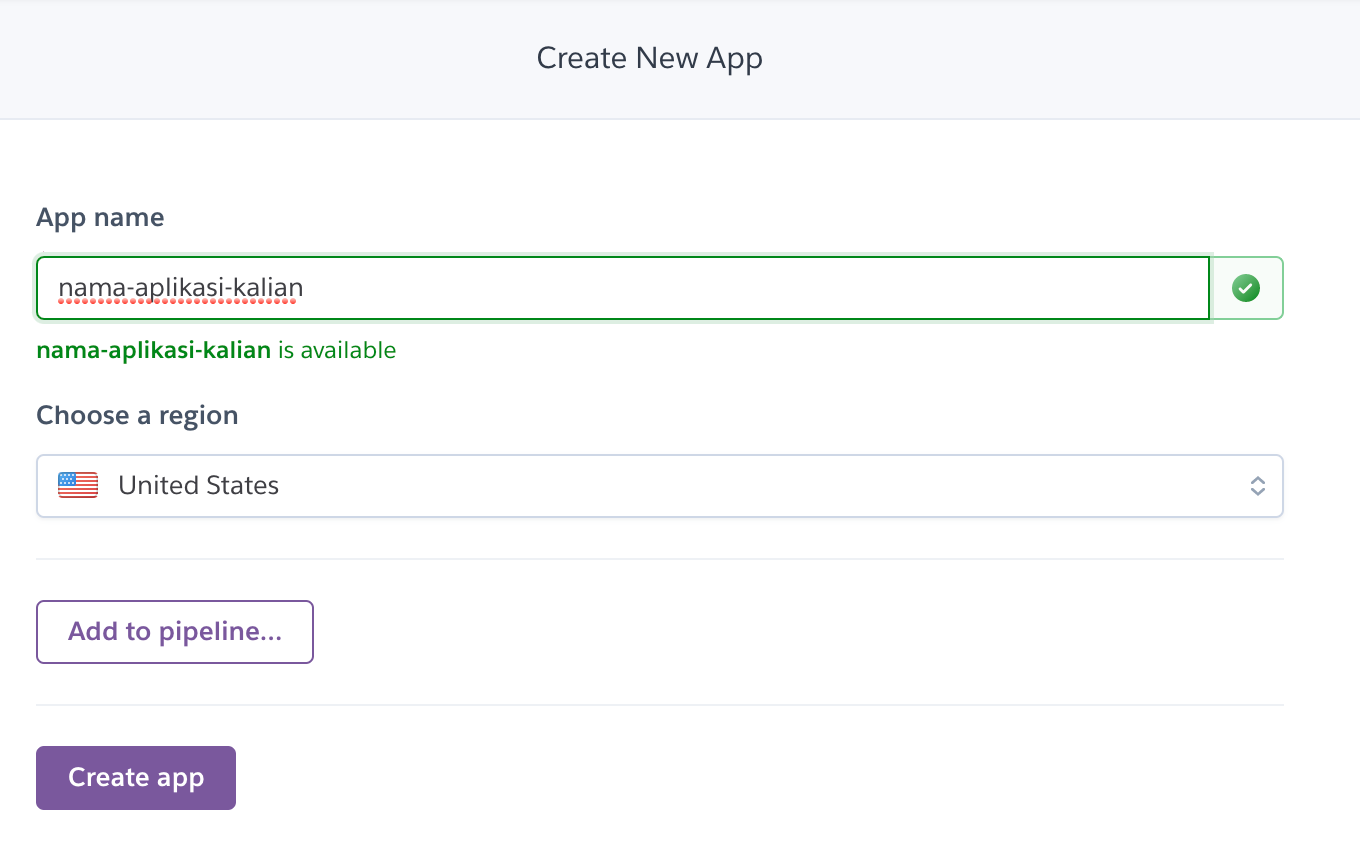 Create New App
App name
nama-aplikasi-kalian
nama-aplikasi-kalian is available
Choose a region
United States
Add to pipeline...
Create app